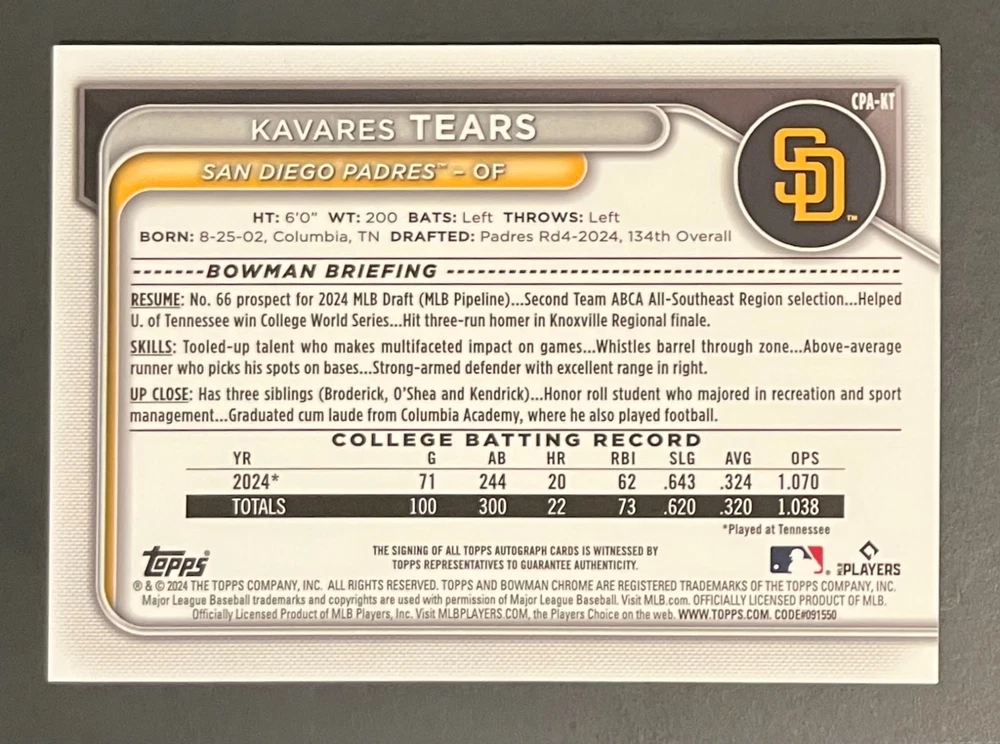 CPA-KT
KAVARES TEARS
SD™
SAN DIEGO PADRES™ – OF
HT: 6'0" WT: 200 BATS: Left THROWS: Left
BORN: 8-25-02, Columbia, TN DRAFTED: Padres Rd4-2024, 134th Overall
-------BOWMAN BRIEFING --------------------------------------------
RESUME: No. 66 prospect for 2024 MLB Draft (MLB Pipeline)...Second Team ABCA All-Southeast Region selection...Helped
U. of Tennessee win College World Series...Hit three-run homer in Knoxville Regional finale.
SKILLS: Tooled-up talent who makes multifaceted impact on games...Whistles barrel through zone...Above-average
runner who picks his spots on bases...Strong-armed defender with excellent range in right.
UP CLOSE: Has three siblings (Broderick, O'Shea and Kendrick)...Honor roll student who majored in recreation and sport
management...Graduated cum laude from Columbia Academy, where he also played football.
COLLEGE BATTING RECORD
YR G AB HR RBI SLG AVG OPS
2024* 71 244 20 62 .643 .324 1.070
TOTALS 100 300 22 73 .620 .320 1.038
*Played at Tennessee
topps®
THE SIGNING OF ALL TOPPS AUTOGRAPH CARDS IS WITNESSED BY
TOPPS REPRESENTATIVES TO GUARANTEE AUTHENTICITY.
MLB PLAYERS
® & © 2024 THE TOPPS COMPANY, INC. ALL RIGHTS RESERVED. TOPPS AND BOWMAN CHROME ARE REGISTERED TRADEMARKS OF THE TOPPS COMPANY, INC.
Major League Baseball trademarks and copyrights are used with permission of Major League Baseball. Visit MLB.com. OFFICIALLY LICENSED PRODUCT OF MLB.
Officially Licensed Product of MLB Players, Inc. Visit MLBPLAYERS.COM, the Players Choice on the web. WWW.TOPPS.COM. CODE#091550